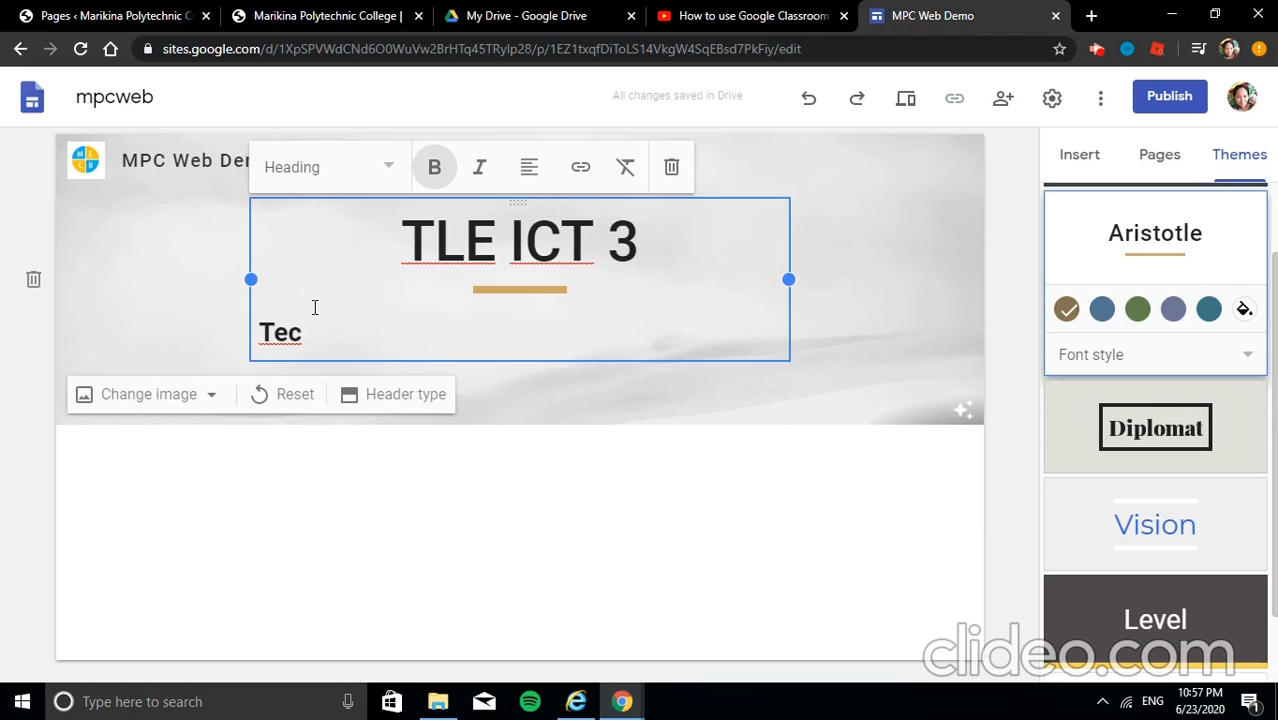 Pages ‹ Marikina Polytechnic C
Marikina Polytechnic College |
My Drive - Google Drive
How to use Google Classroom
MPC Web Demo
sites.google.com/d/1XpSPVWdCNd6O0WuVw2BrHTq45TRyIp28/p/1EZ1txqfDiToLS14VkgW4SqEBsd7PkFiy/edit
mpcweb
All changes saved in Drive
Publish
MPC Web Der
Heading
B
I
Insert
Pages
Themes
TLE ICT 3
Tec
Aristotle
Font style
Change image
Reset
Header type
Diplomat
Vision
Level
clideo.com
Type here to search
ENG
10:57 PM
6/23/2020
1